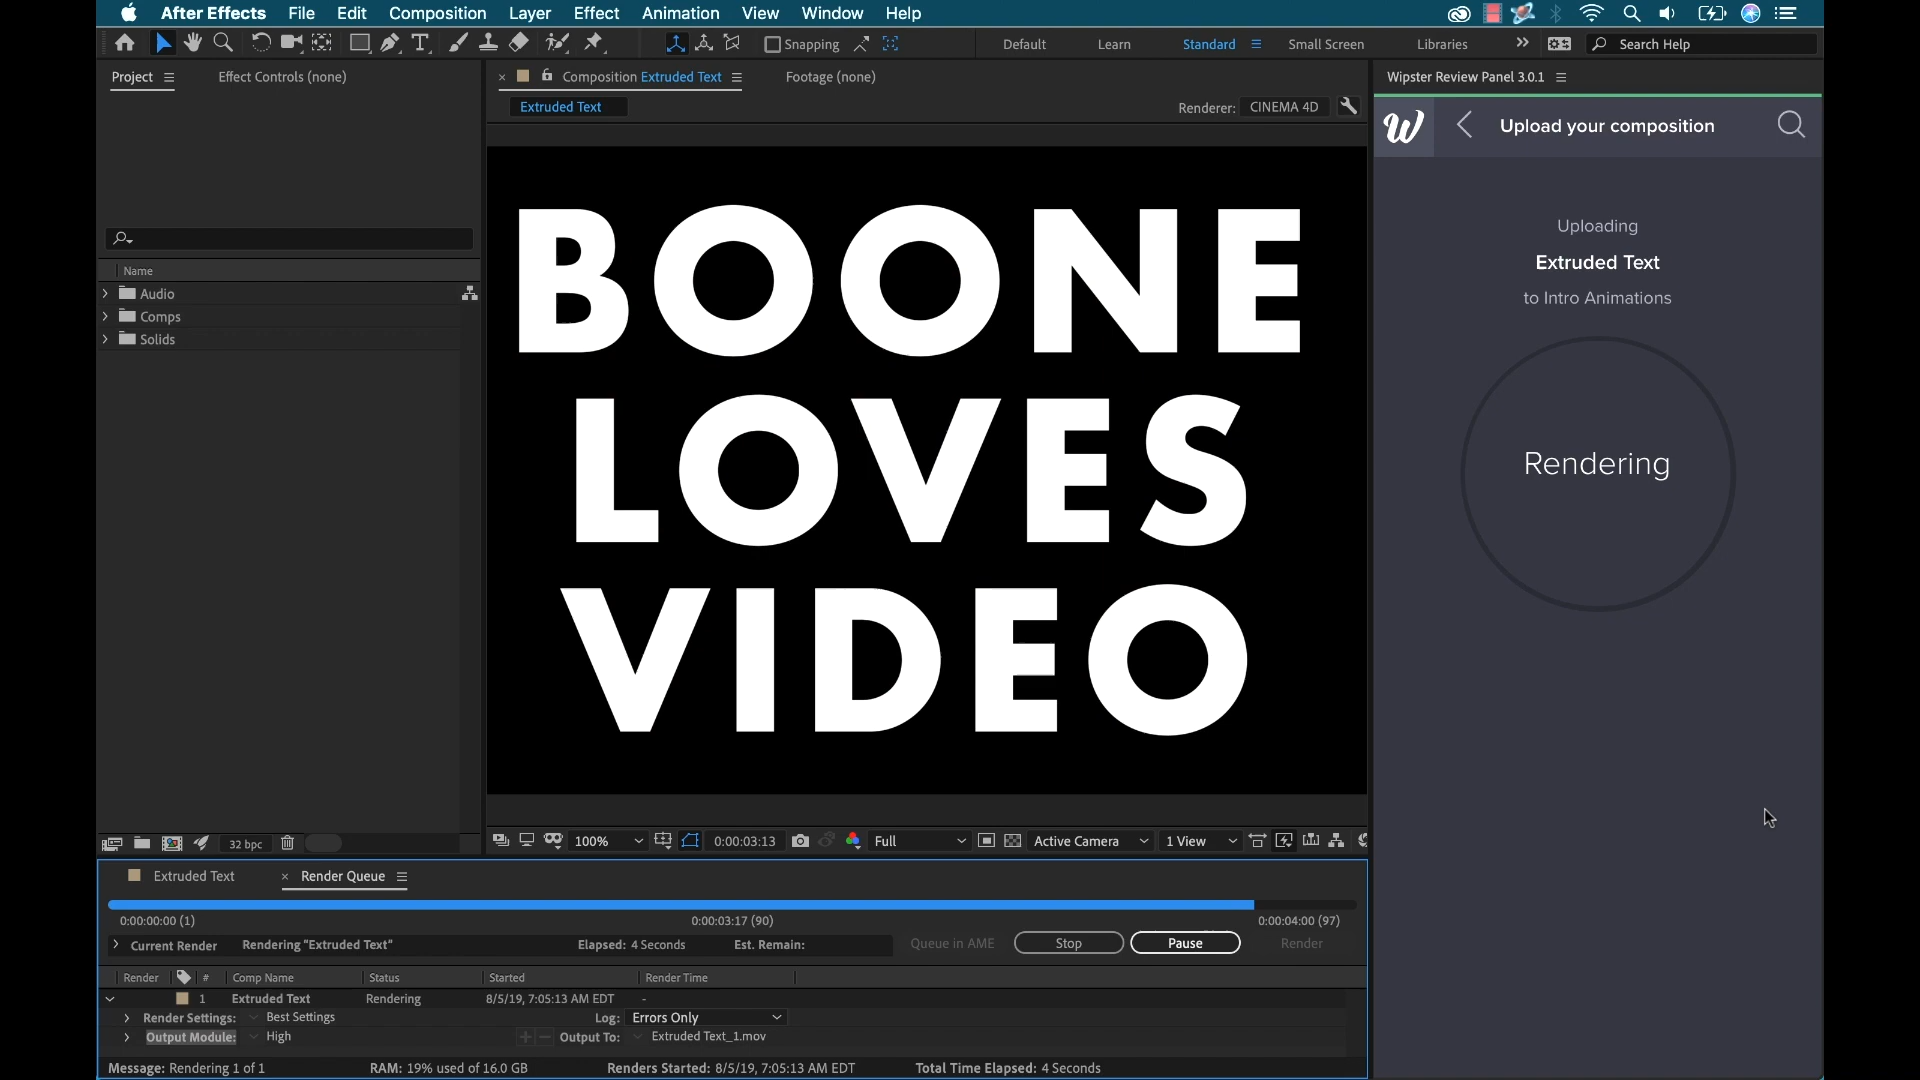 After Effects File Edit Composition Layer Effect Animation View Window Help
Snapping Default Learn Standard Small Screen Libraries Search Help
Project Effect Controls (none) Composition Extruded Text Footage (none) Wipster Review Panel 3.0.1
Extruded Text Renderer: CINEMA 4D
W Upload your composition
Uploading
Extruded Text
to Intro Animations
Rendering
Name
Audio
Comps
Solids
BOONE
LOVES
VIDEO
32 bpc 100% 0:00:03:13 Full Active Camera 1 View
Extruded Text Render Queue
0:00:00:00 (1) 0:00:03:17 (90) 0:00:04:00 (97)
Current Render Rendering "Extruded Text" Elapsed: 4 Seconds Est. Remain: Queue in AME Stop Pause Render
Render # Comp Name Status Started Render Time
1 Extruded Text Rendering 8/5/19, 7:05:13 AM EDT -
Render Settings: Best Settings Log: Errors Only
Output Module: High Output To: Extruded Text_1.mov
Message: Rendering 1 of 1 RAM: 19% used of 16.0 GB Renders Started: 8/5/19, 7:05:13 AM EDT Total Time Elapsed: 4 Seconds